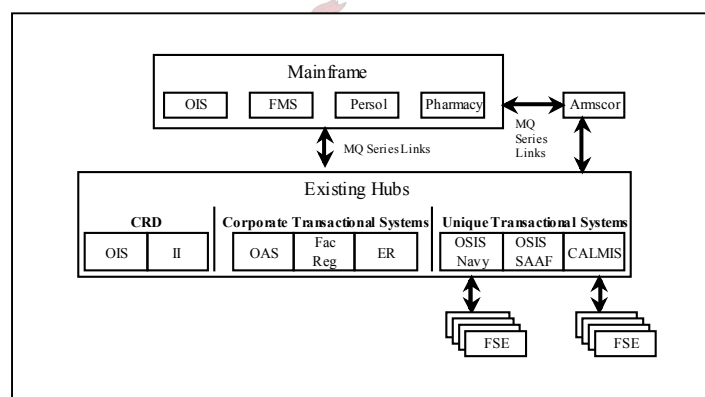 Mainframe
OIS FMS Persol Pharmacy
Armscor
MQ
Series
Links
MQ Series Links
Existing Hubs
CRD Corporate Transactional Systems Unique Transactional Systems
OIS II
OAS
Fac
Reg
ER
OSIS
Navy
OSIS
SAAF
CALMIS
FSE FSE